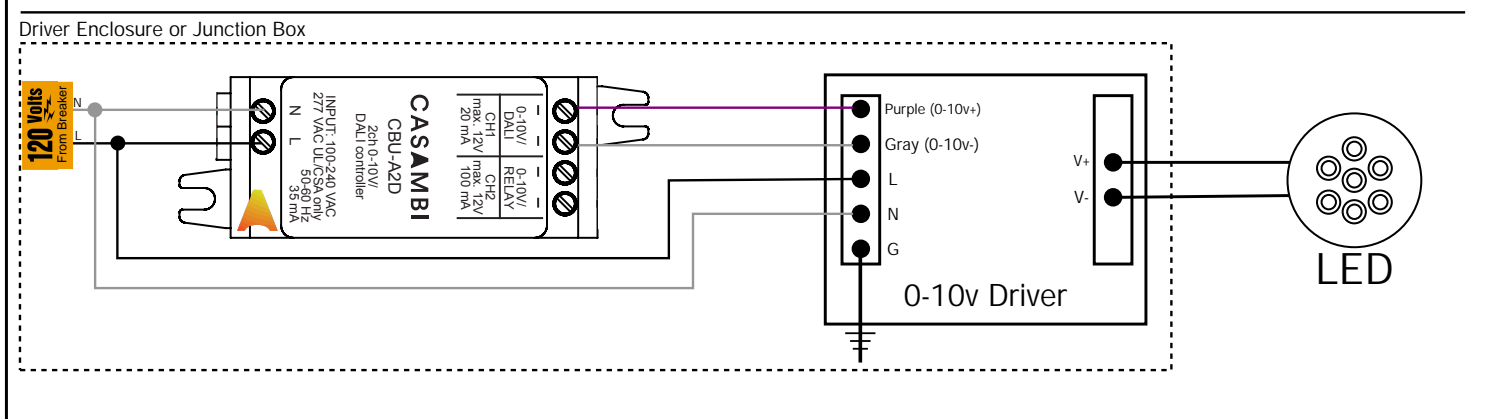 Driver Enclosure or Junction Box
120 Volts
From Breaker
N
L
N
L
INPUT: 100-240 VAC
277 VAC UL/CSA only
50-60 Hz
35 mA
CASAMBI
CBU-A2D
2ch 0-10V/
DALI controller
0-10V/
DALI
CH1
max. 12V
20 mA
0-10V/
RELAY
CH2
max. 12V
100 mA
Purple (0-10v+)
Gray (0-10v-)
L
N
G
0-10v Driver
V+
V-
LED